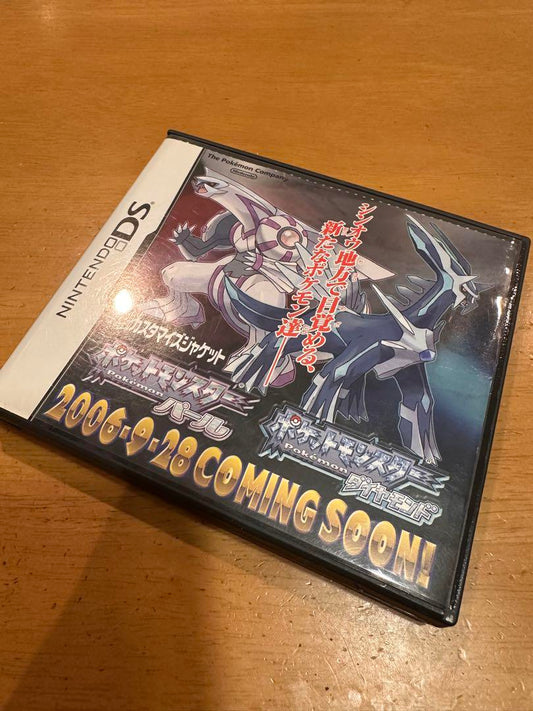 The Pokémon Company
Nintendo
NINTENDO DS
シンオウ地方で目覚める、
新たなポケモン達——
カスタマイズジャケット
ポケットモンスター
Pokémon
パール
ポケットモンスター
Pokémon
ダイヤモンド
2006-9-28 COMING SOON!